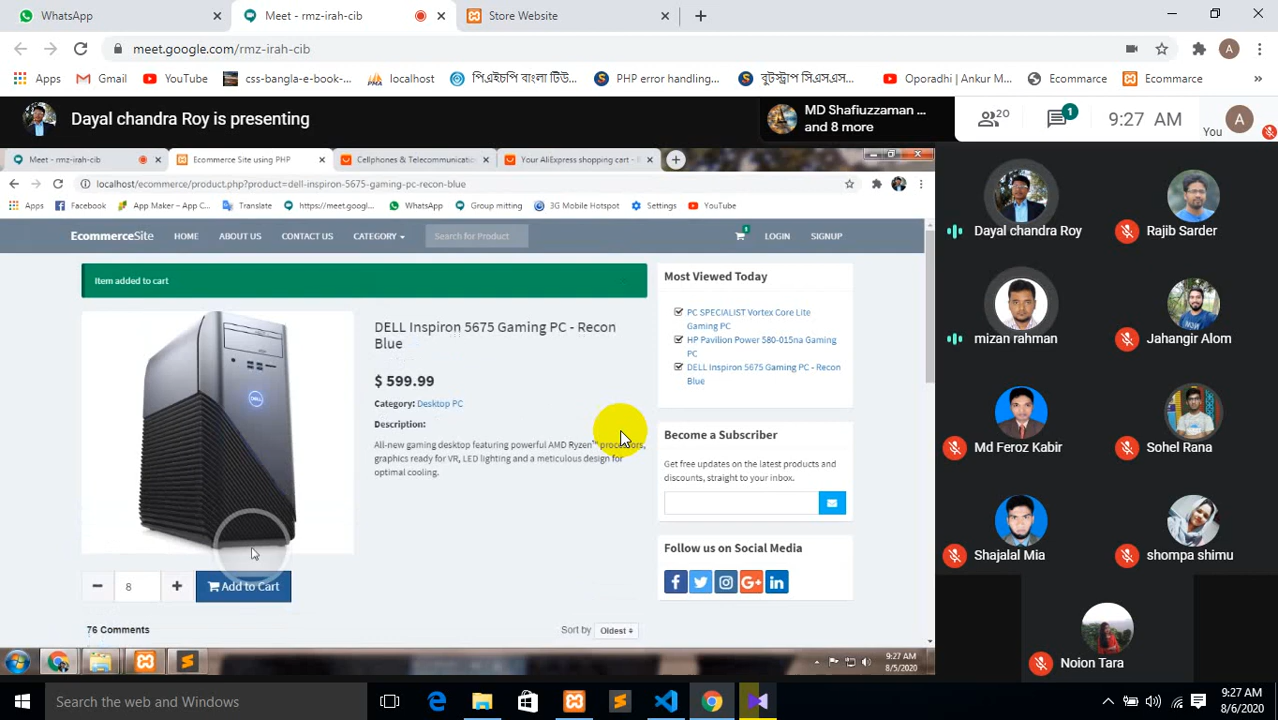 WhatsApp
Meet - rmz-irah-cib
Store Website
meet.google.com/rmz-irah-cib
Apps
Gmail
YouTube
css-bangla-e-book-...
localhost
পিএইচপি বাংলা টিউ...
PHP error handling...
বুটস্ট্রাপ সিএসএস...
Oporadhi | Ankur M...
Ecommerce
Ecommerce
Dayal chandra Roy is presenting
MD Shafiuzzaman ...
and 8 more
20
1
9:27 AM
You
A
Meet - rmz-irah-cib
Ecommerce Site using PHP
Cellphones & Telecommunicatio
Your AliExpress shopping cart - B
localhost/ecommerce/product.php?product=dell-inspiron-5675-gaming-pc-recon-blue
Apps
Facebook
App Maker – App C...
Translate
https://meet.googl...
WhatsApp
Group mitting
3G Mobile Hotspot
Settings
YouTube
EcommerceSite
HOME
ABOUT US
CONTACT US
CATEGORY
Search for Product
LOGIN
SIGNUP
Item added to cart
DELL Inspiron 5675 Gaming PC - Recon
Blue
$ 599.99
Category: Desktop PC
Description:
All-new gaming desktop featuring powerful AMD Ryzen™ processors,
graphics ready for VR, LED lighting and a meticulous design for
optimal cooling.
DELL
8
Add to Cart
76 Comments
Sort by
Oldest
Most Viewed Today
PC SPECIALIST Vortex Core Lite
Gaming PC
HP Pavilion Power 580-015na Gaming
PC
DELL Inspiron 5675 Gaming PC - Recon
Blue
Become a Subscriber
Get free updates on the latest products and
discounts, straight to your inbox.
Follow us on Social Media
Dayal chandra Roy
Rajib Sarder
mizan rahman
Jahangir Alom
Md Feroz Kabir
Sohel Rana
Shajalal Mia
shompa shimu
Noion Tara
9:27 AM
8/5/2020
Search the web and Windows
9:27 AM
8/6/2020